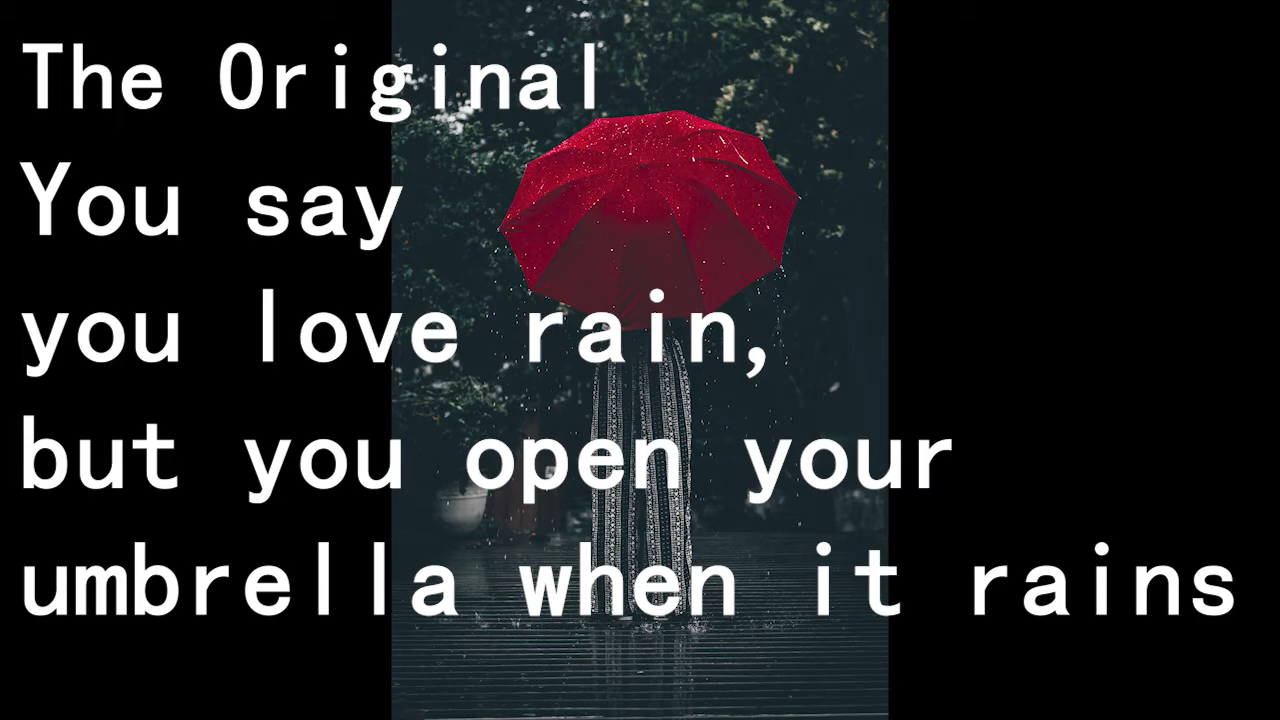 The Original
You say
you love rain,
but you open your
umbrella when it rains